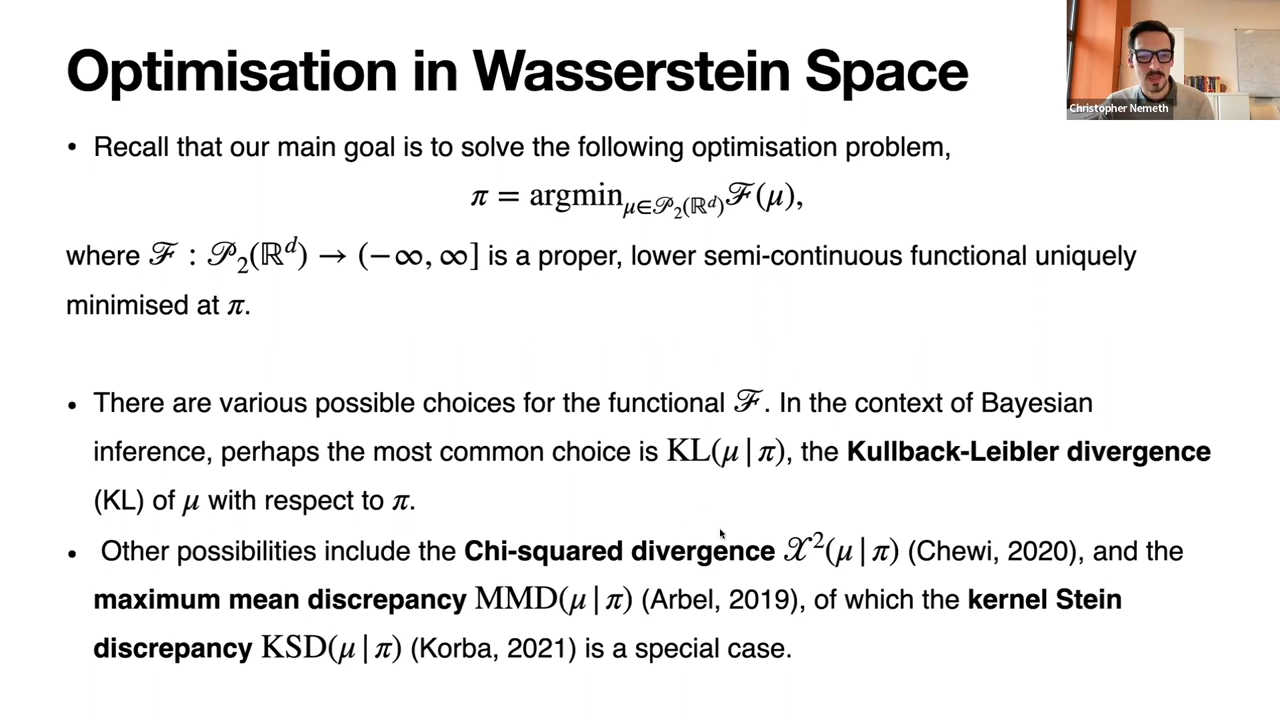 Optimisation in Wasserstein Space
Christopher Nemeth
• Recall that our main goal is to solve the following optimisation problem,
π = argmin_{μ∈𝒫₂(ℝᵈ)} ℱ(μ),
where ℱ : 𝒫₂(ℝᵈ) → (−∞, ∞] is a proper, lower semi-continuous functional uniquely
minimised at π.
• There are various possible choices for the functional ℱ. In the context of Bayesian
inference, perhaps the most common choice is KL(μ | π), the Kullback-Leibler divergence
(KL) of μ with respect to π.
• Other possibilities include the Chi-squared divergence 𝒳²(μ | π) (Chewi, 2020), and the
maximum mean discrepancy MMD(μ | π) (Arbel, 2019), of which the kernel Stein
discrepancy KSD(μ | π) (Korba, 2021) is a special case.